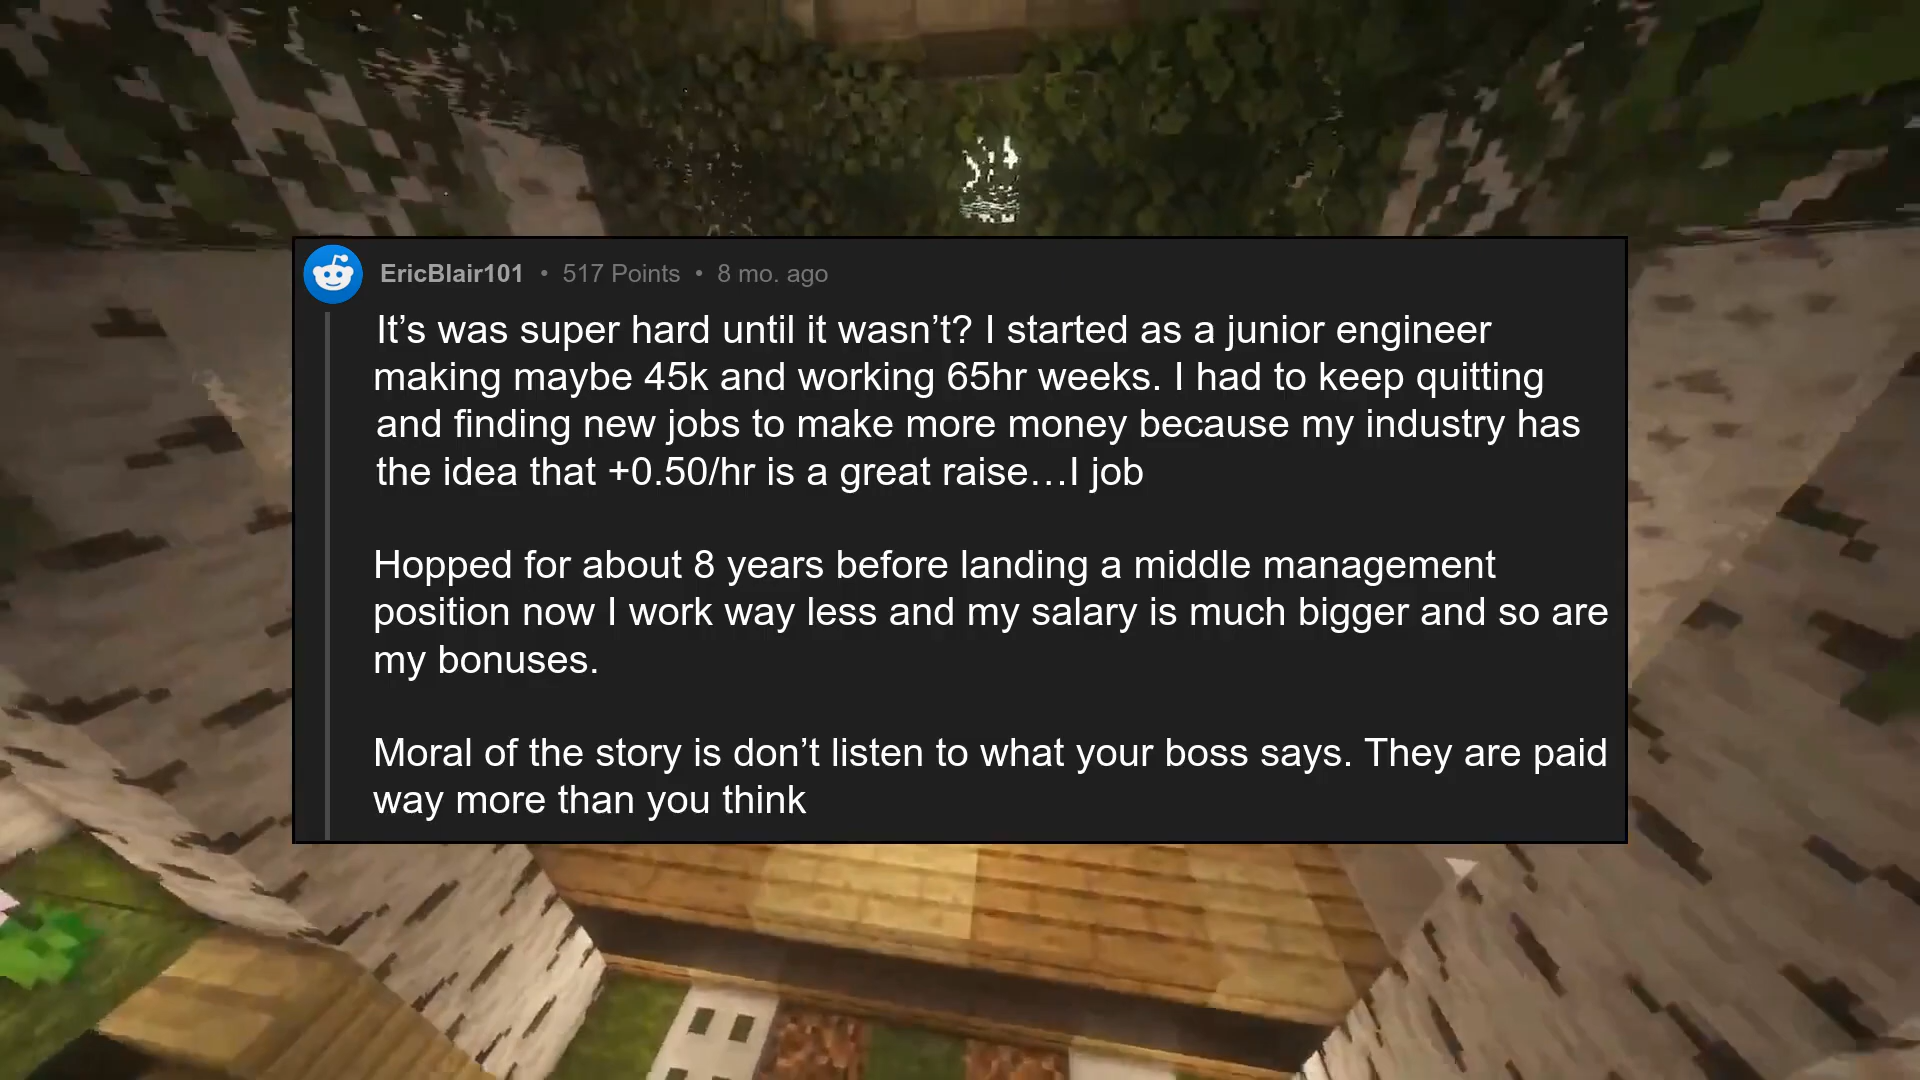 EricBlair101 • 517 Points • 8 mo. ago
It’s was super hard until it wasn’t? I started as a junior engineer
making maybe 45k and working 65hr weeks. I had to keep quitting
and finding new jobs to make more money because my industry has
the idea that +0.50/hr is a great raise…I job
Hopped for about 8 years before landing a middle management
position now I work way less and my salary is much bigger and so are
my bonuses.
Moral of the story is don’t listen to what your boss says. They are paid
way more than you think